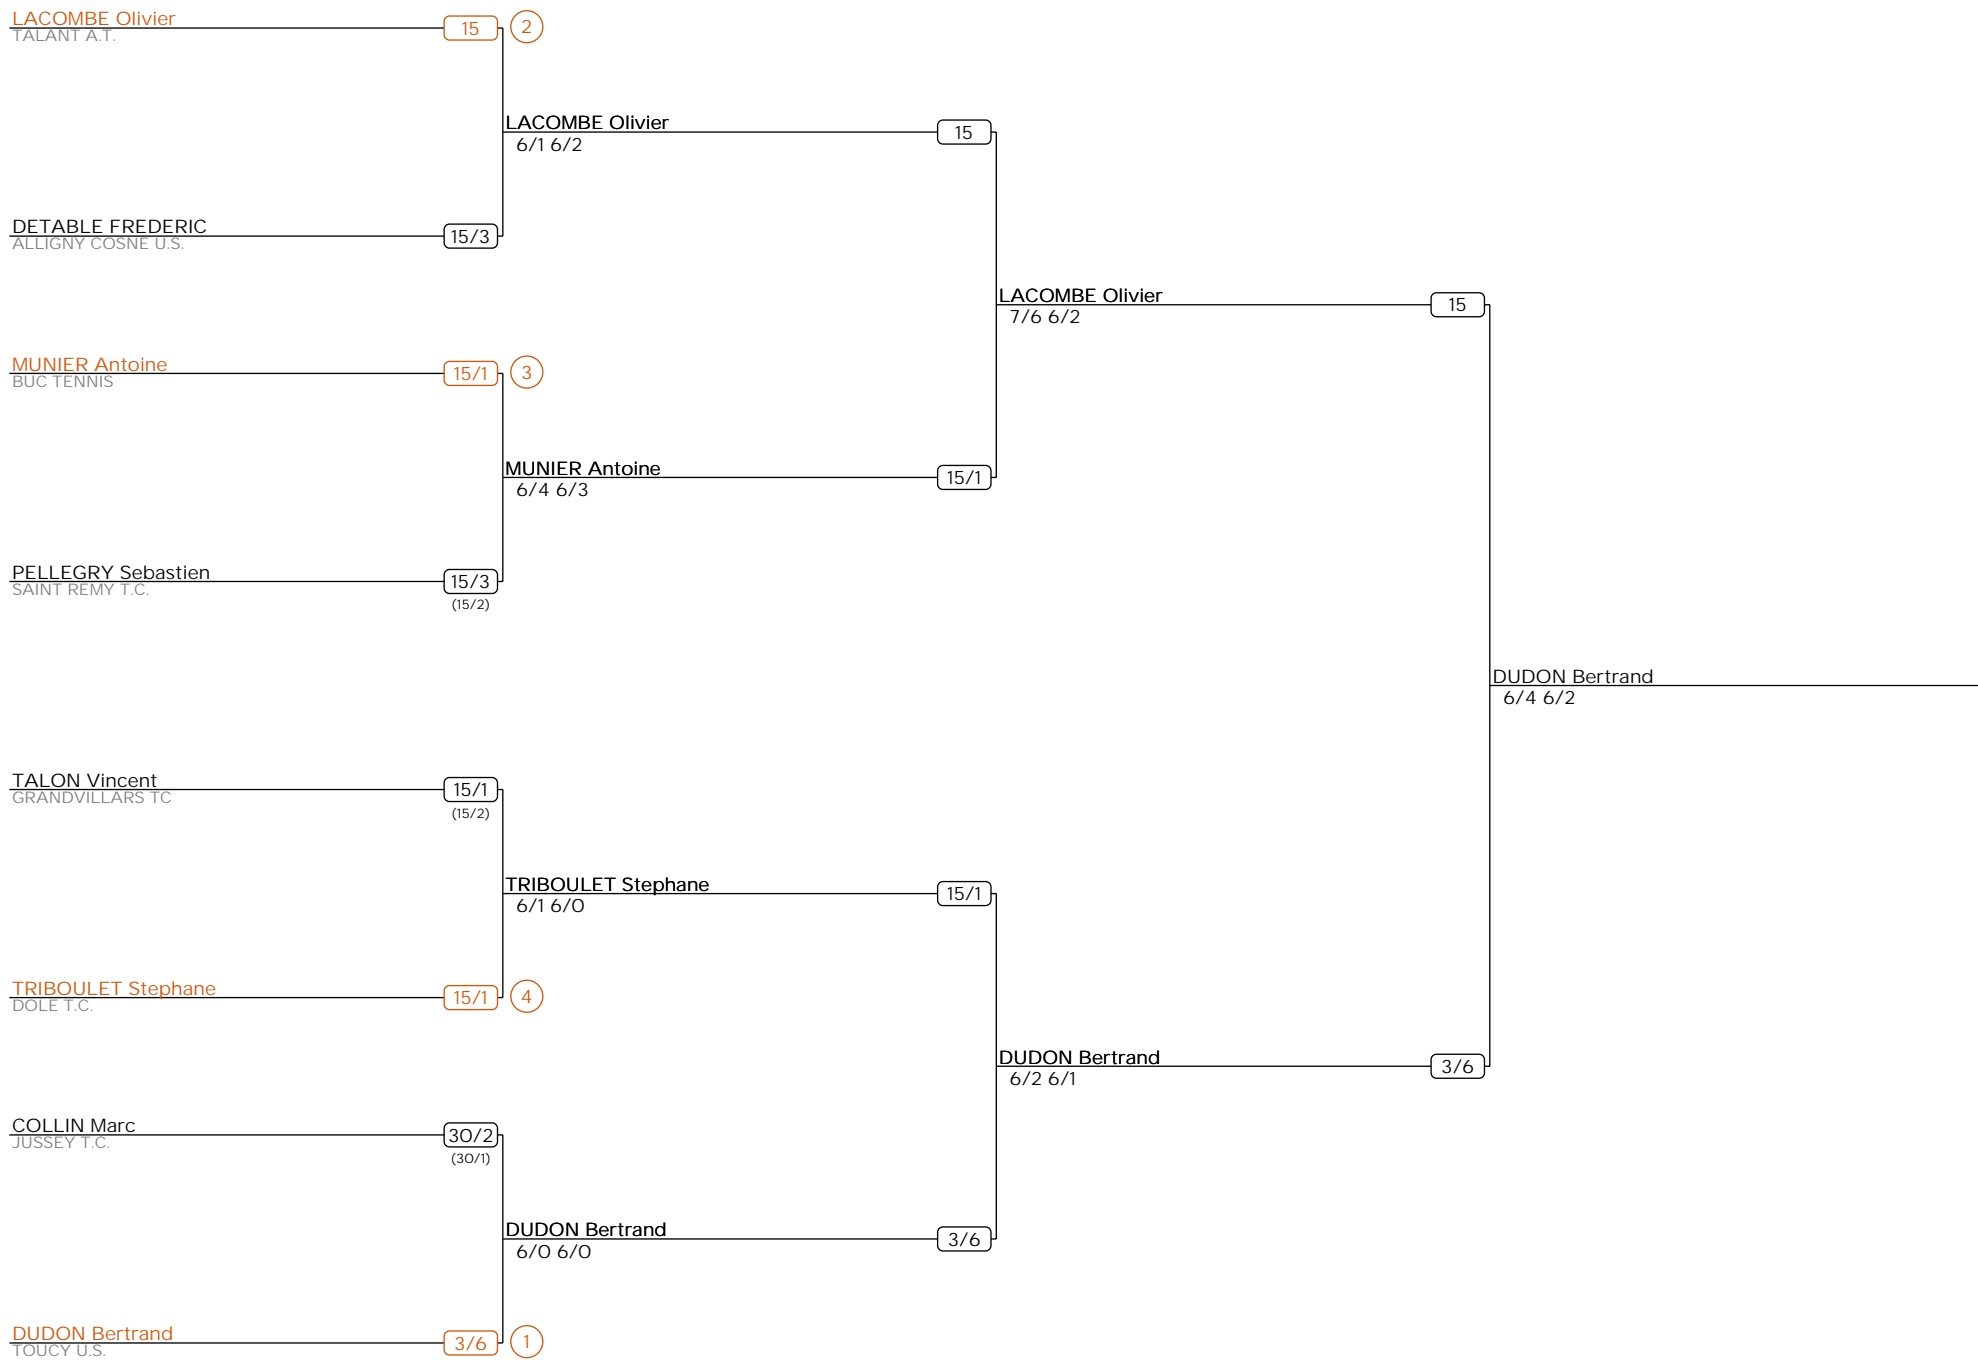 LACOMBE Olivier
15
2
TALANT A.T.
LACOMBE Olivier
15
6/1 6/2
DETABLE FREDERIC
15/3
ALLIGNY COSNE U.S.
LACOMBE Olivier
15
7/6 6/2
MUNIER Antoine
15/1
3
BUC TENNIS
MUNIER Antoine
15/1
6/4 6/3
PELLEGRY Sebastien
15/3
SAINT REMY T.C.
(15/2)
DUDON Bertrand
6/4 6/2
TALON Vincent
15/1
GRANDVILLARS TC
(15/2)
TRIBOULET Stephane
15/1
6/1 6/0
TRIBOULET Stephane
15/1
4
DOLE T.C.
DUDON Bertrand
3/6
6/2 6/1
COLLIN Marc
30/2
JUSSEY T.C.
(30/1)
DUDON Bertrand
3/6
6/0 6/0
DUDON Bertrand
3/6
1
TOUCY U.S.